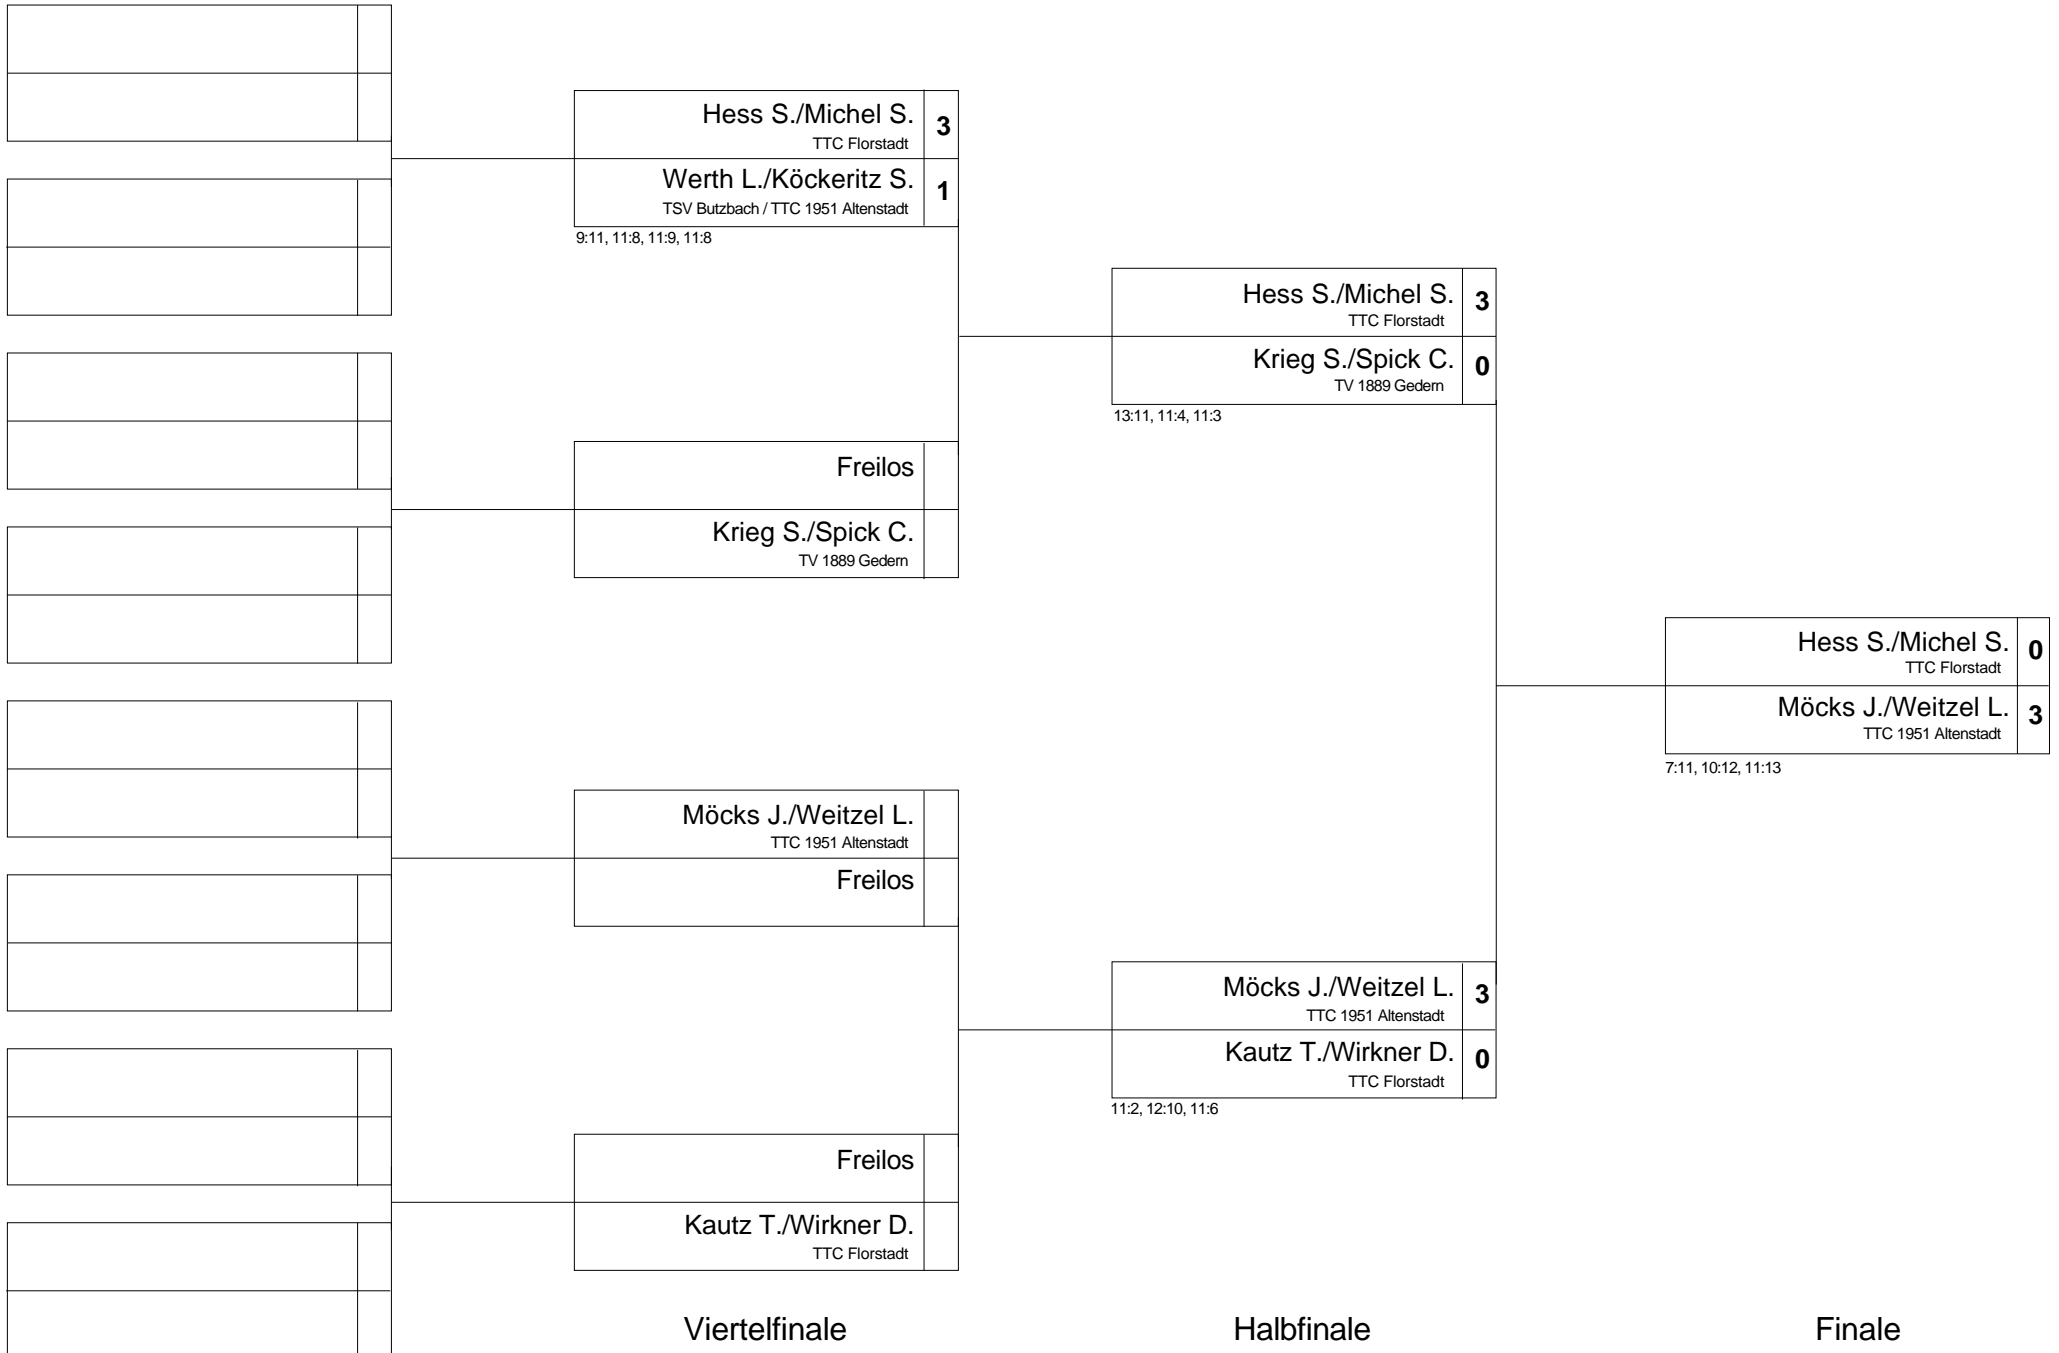 Hess S./Michel S. 3
TTC Florstadt
Werth L./Köckeritz S. 1
TSV Butzbach / TTC 1951 Altenstadt
9:11, 11:8, 11:9, 11:8
Freilos
Krieg S./Spick C.
TV 1889 Gedern
Möcks J./Weitzel L.
TTC 1951 Altenstadt
Freilos
Freilos
Kautz T./Wirkner D.
TTC Florstadt
Viertelfinale
Hess S./Michel S. 3
TTC Florstadt
Krieg S./Spick C. 0
TV 1889 Gedern
13:11, 11:4, 11:3
Möcks J./Weitzel L. 3
TTC 1951 Altenstadt
Kautz T./Wirkner D. 0
TTC Florstadt
11:2, 12:10, 11:6
Halbfinale
Hess S./Michel S. 0
TTC Florstadt
Möcks J./Weitzel L. 3
TTC 1951 Altenstadt
7:11, 10:12, 11:13
Finale